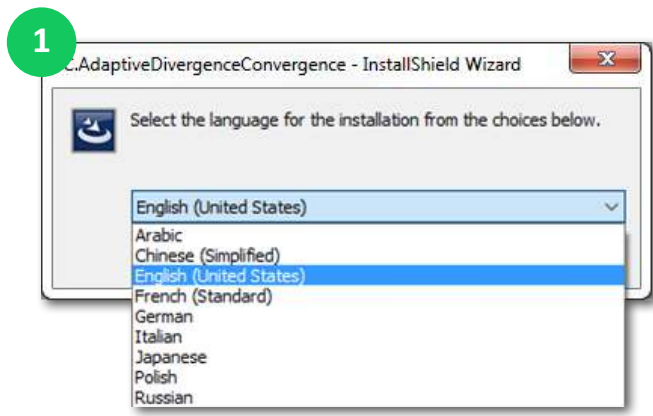 1
.AdaptiveDivergenceConvergence - InstallShield Wizard
Select the language for the installation from the choices below.
English (United States)
Arabic
Chinese (Simplified)
English (United States)
French (Standard)
German
Italian
Japanese
Polish
Russian